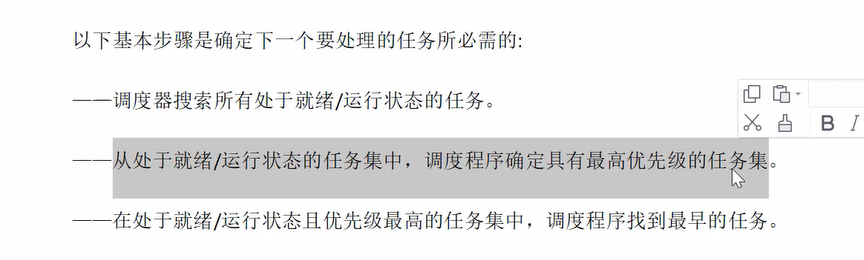 以下基本步骤是确定下一个要处理的任务所必需的:
——调度器搜索所有处于就绪/运行状态的任务。
——从处于就绪/运行状态的任务集中，调度程序确定具有最高优先级的任务集。
B I
——在处于就绪/运行状态且优先级最高的任务集中，调度程序找到最早的任务。